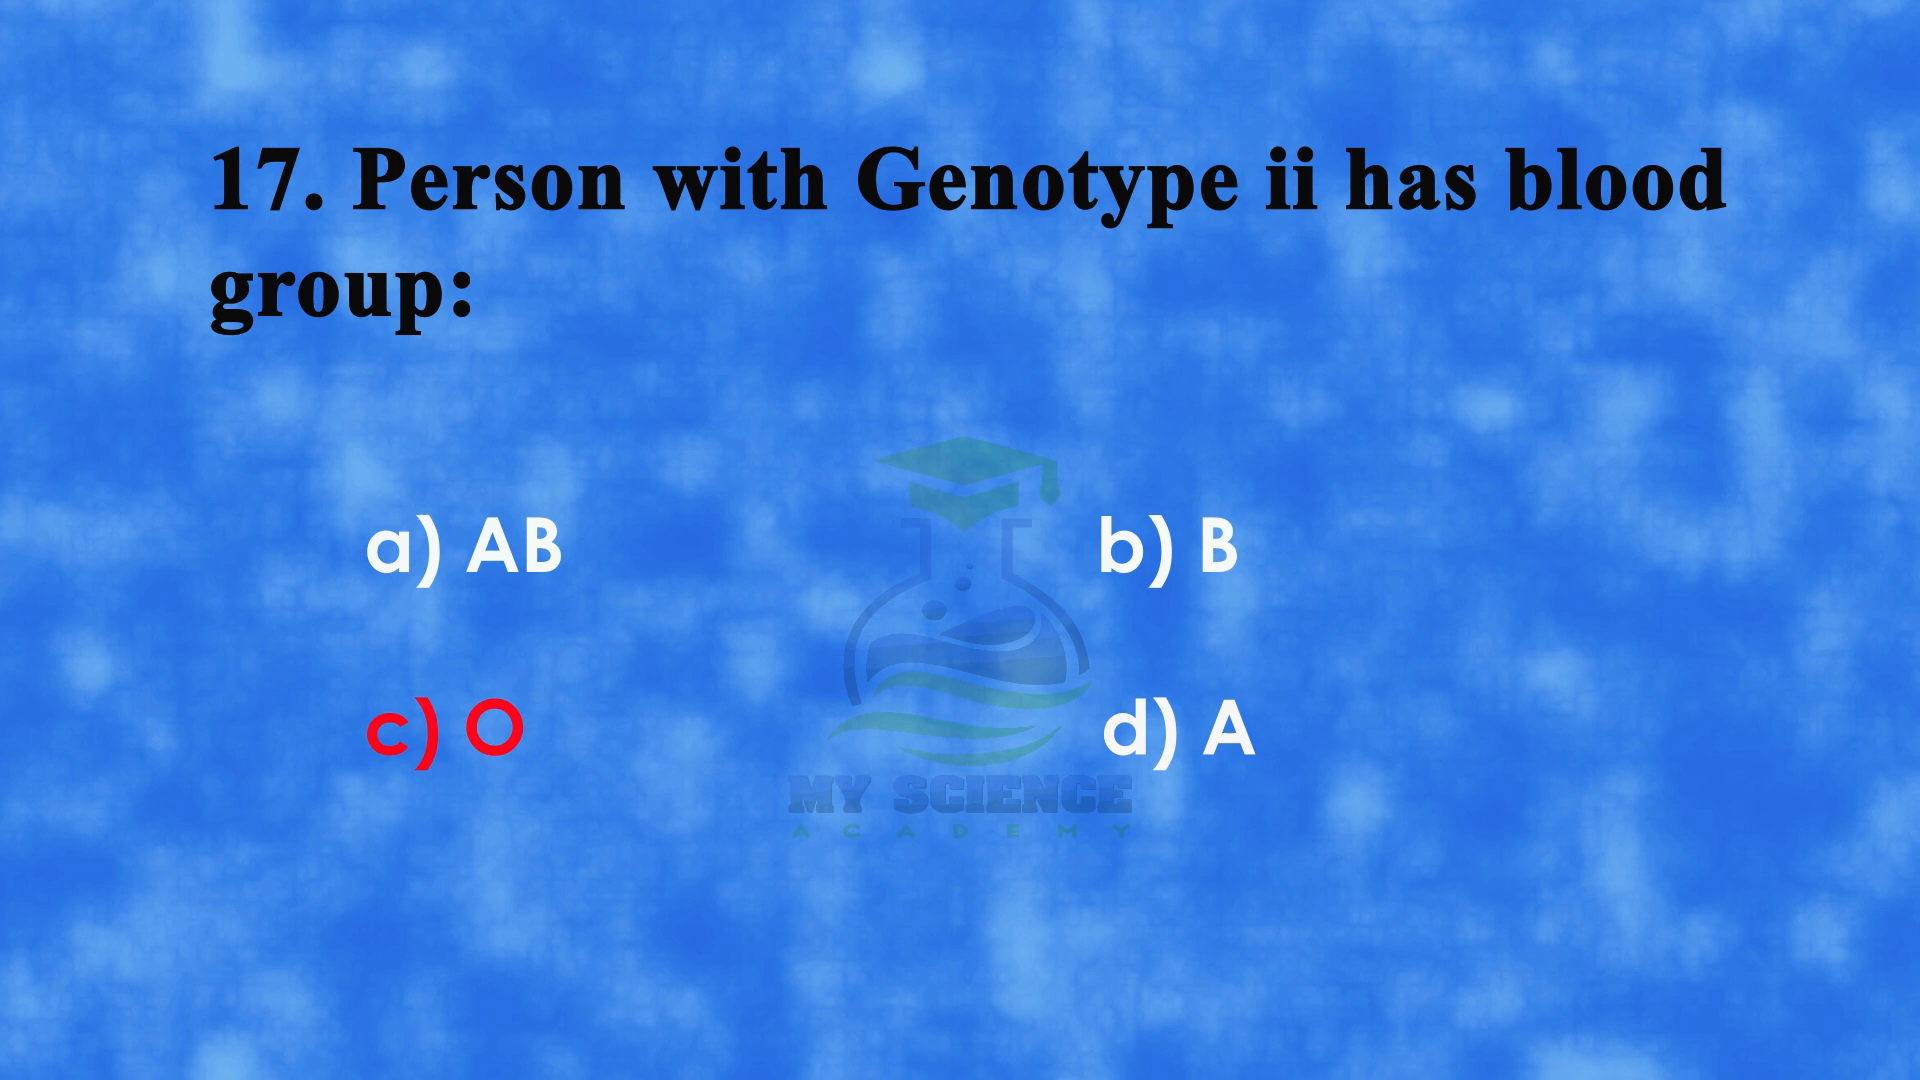 17. Person with Genotype ii has blood
group:
a) AB
b) B
c) O
d) A
MY SCIENCE
ACADEMY